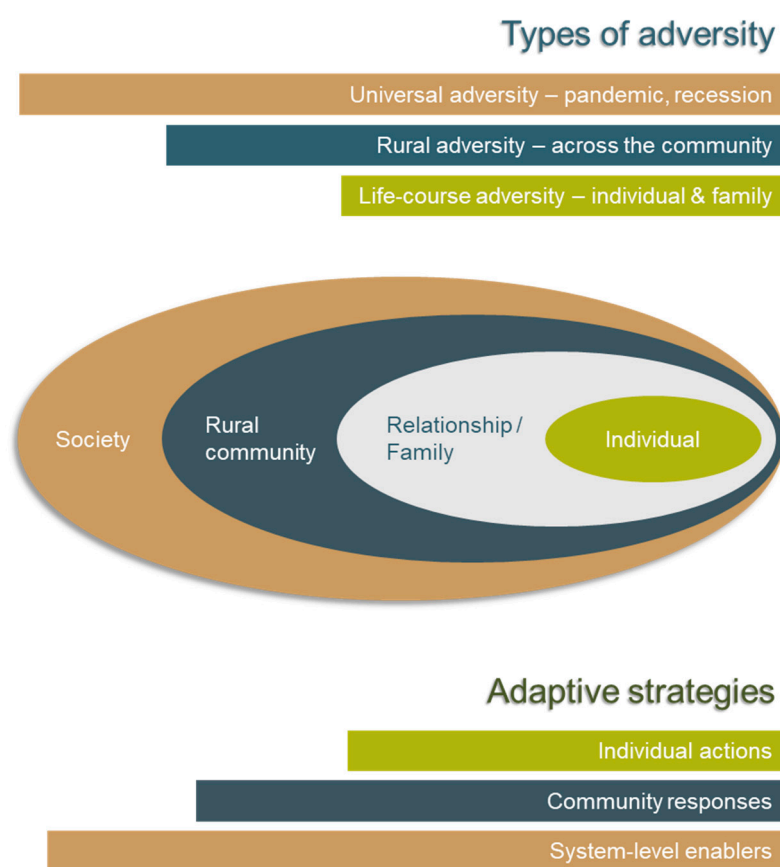 Types of adversity
Universal adversity – pandemic, recession
Rural adversity – across the community
Life-course adversity – individual & family
Society
Rural
community
Relationship /
Family
Individual
Adaptive strategies
Individual actions
Community responses
System-level enablers